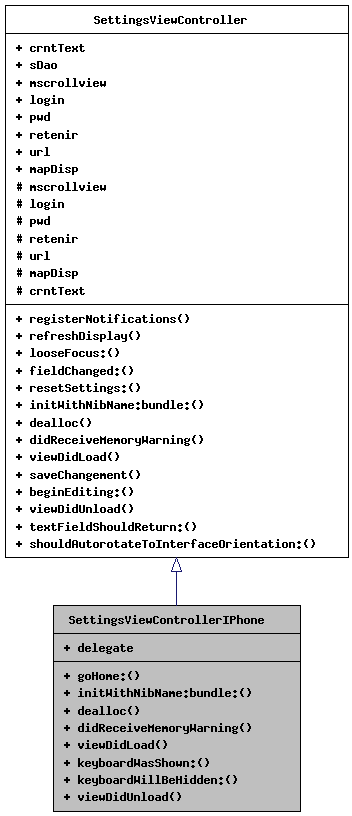 SettingsViewController
+ crntText
+ sDao
+ mscrollview
+ login
+ pwd
+ retenir
+ url
+ mapDisp
# mscrollview
# login
# pwd
# retenir
# url
# mapDisp
# crntText
+ registerNotifications()
+ refreshDisplay()
+ looseFocus:()
+ fieldChanged:()
+ resetSettings:()
+ initWithNibName:bundle:()
+ dealloc()
+ didReceiveMemoryWarning()
+ viewDidLoad()
+ saveChangement()
+ beginEditing:()
+ viewDidUnload()
+ textFieldShouldReturn:()
+ shouldAutorotateToInterfaceOrientation:()
SettingsViewControllerIPhone
+ delegate
+ goHome:()
+ initWithNibName:bundle:()
+ dealloc()
+ didReceiveMemoryWarning()
+ viewDidLoad()
+ keyboardWasShown:()
+ keyboardWillBeHidden:()
+ viewDidUnload()